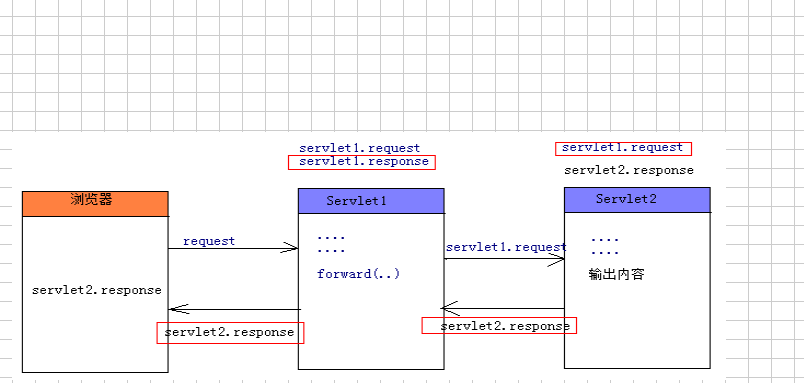 servlet1.request
servlet1.response
servlet1.request
servlet2.response
浏览器
Servlet1
Servlet2
request
....
....
forward(..)
servlet1.request
....
....
输出内容
servlet2.response
servlet2.response
servlet2.response